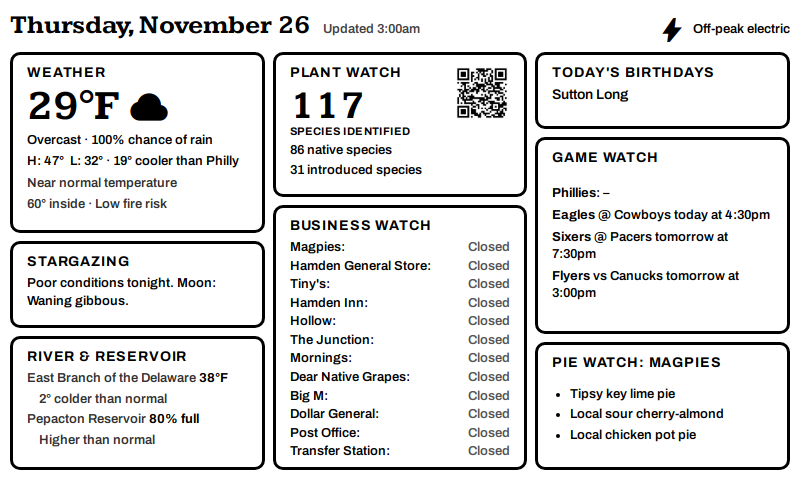 Thursday, November 26 Updated 3:00am
Off-peak electric
WEATHER
29°F
Overcast · 100% chance of rain
H: 47° L: 32° · 19° cooler than Philly
Near normal temperature
60° inside · Low fire risk
STARGAZING
Poor conditions tonight. Moon:
Waning gibbous.
RIVER & RESERVOIR
East Branch of the Delaware 38°F
2° colder than normal
Pepacton Reservoir 80% full
Higher than normal
PLANT WATCH
117
SPECIES IDENTIFIED
86 native species
31 introduced species
BUSINESS WATCH
Magpies: Closed
Hamden General Store: Closed
Tiny's: Closed
Hamden Inn: Closed
Hollow: Closed
The Junction: Closed
Mornings: Closed
Dear Native Grapes: Closed
Big M: Closed
Dollar General: Closed
Post Office: Closed
Transfer Station: Closed
TODAY'S BIRTHDAYS
Sutton Long
GAME WATCH
Phillies: –
Eagles @ Cowboys today at 4:30pm
Sixers @ Pacers tomorrow at
7:30pm
Flyers vs Canucks tomorrow at
3:00pm
PIE WATCH: MAGPIES
• Tipsy key lime pie
• Local sour cherry-almond
• Local chicken pot pie